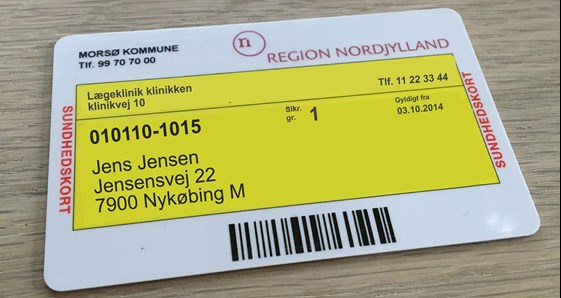 MORSØ KOMMUNE
Tlf. 99 70 70 00
n
REGION NORDJYLLAND
Lægeklinik klinikken
klinikvej 10
Tlf. 11 22 33 44
010110-1015
Sikr.
gr.
1
Gyldigt fra
03.10.2014
Jens Jensen
Jensensvej 22
7900 Nykøbing M
SUNDHEDSKORT
SUNDHEDSKORT